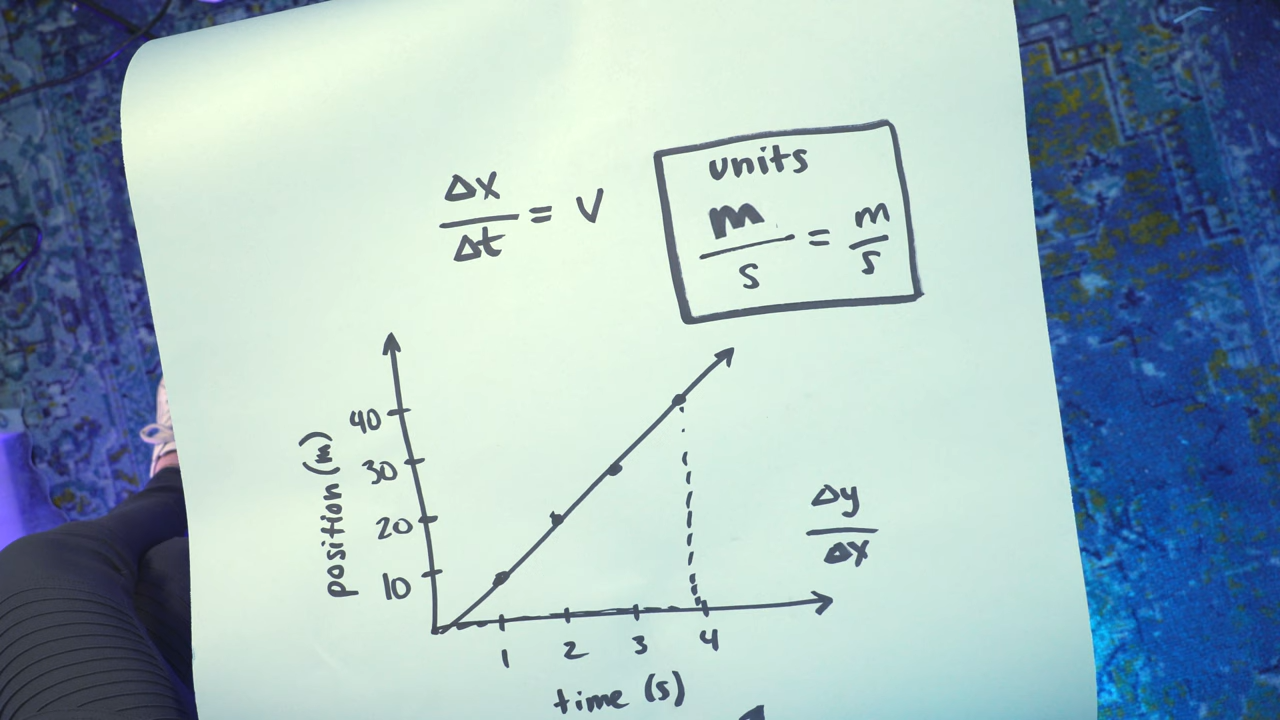 Δx
Δt
= v
units
m
s
=
m
s
position (m)
40
30
20
10
1 2 3 4
time (s)
Δy
Δx